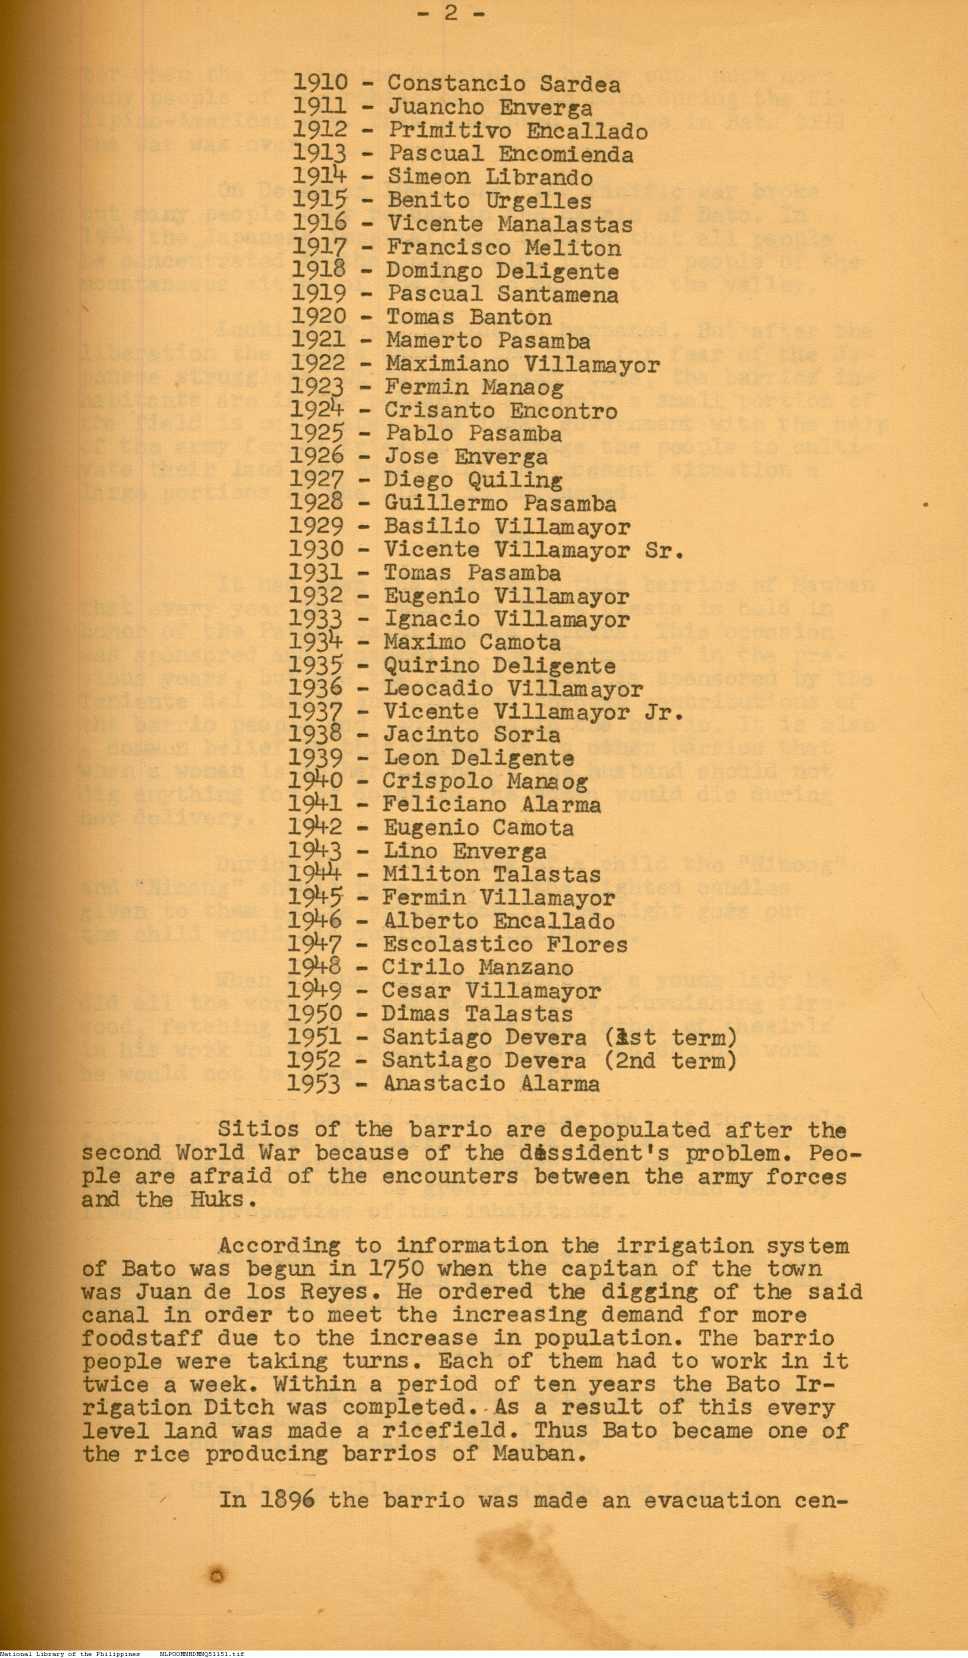 - 2 -
1910 - Constancio Sardea
1911 - Juancho Enverga
1912 - Primitivo Encallado
1913 - Pascual Encomienda
1914 - Simeon Librando
1915 - Benito Urgelles
1916 - Vicente Manalastas
1917 - Francisco Meliton
1918 - Domingo Deligente
1919 - Pascual Santamena
1920 - Tomas Banton
1921 - Mamerto Pasamba
1922 - Maximiano Villamayor
1923 - Fermin Manaog
1924 - Crisanto Encontro
1925 - Pablo Pasamba
1926 - Jose Enverga
1927 - Diego Quiling
1928 - Guillermo Pasamba
1929 - Basilio Villamayor
1930 - Vicente Villamayor Sr.
1931 - Tomas Pasamba
1932 - Eugenio Villamayor
1933 - Ignacio Villamayor
1934 - Maximo Camota
1935 - Quirino Deligente
1936 - Leocadio Villamayor
1937 - Vicente Villamayor Jr.
1938 - Jacinto Soria
1939 - Leon Deligente
1940 - Crispolo Manaog
1941 - Feliciano Alarma
1942 - Eugenio Camota
1943 - Lino Enverga
1944 - Militon Talastas
1945 - Fermin Villamayor
1946 - Alberto Encallado
1947 - Escolastico Flores
1948 - Cirilo Manzano
1949 - Cesar Villamayor
1950 - Dimas Talastas
1951 - Santiago Devera (1st term)
1952 - Santiago Devera (2nd term)
1953 - Anastacio Alarma
Sitios of the barrio are depopulated after the
second World War because of the dissident's problem. Peo-
ple are afraid of the encounters between the army forces
and the Huks.
According to information the irrigation system
of Bato was begun in 1750 when the capitan of the town
was Juan de los Reyes. He ordered the digging of the said
canal in order to meet the increasing demand for more
foodstaff due to the increase in population. The barrio
people were taking turns. Each of them had to work in it
twice a week. Within a period of ten years the Bato Ir-
rigation Ditch was completed. As a result of this every
level land was made a ricefield. Thus Bato became one of
the rice producing barrios of Mauban.
In 1896 the barrio was made an evacuation cen-
National Library of the Philippines